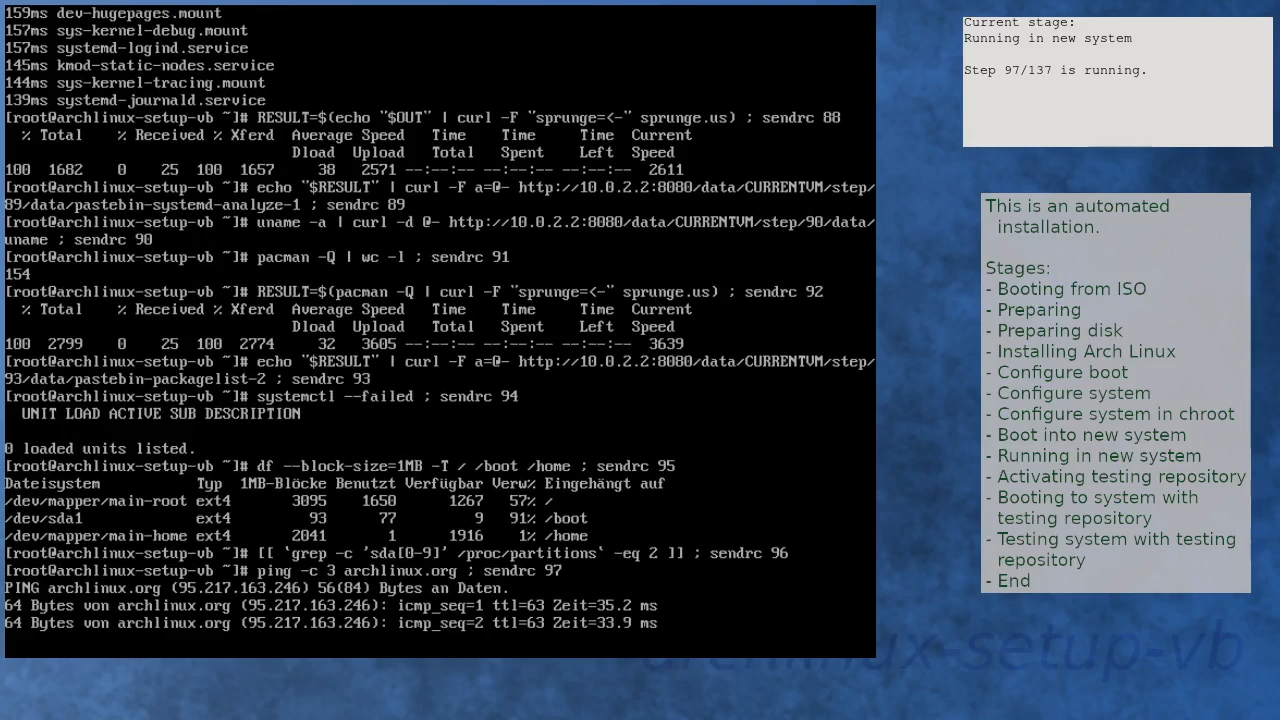 159ms dev-hugepages.mount
157ms sys-kernel-debug.mount
157ms systemd-logind.service
145ms kmod-static-nodes.service
144ms sys-kernel-tracing.mount
139ms systemd-journald.service
[root@archlinux-setup-vb ~]# RESULT=$(echo "$OUT" | curl -F "sprunge=<-" sprunge.us) ; sendrc 88
% Total % Received % Xferd Average Speed Time Time Time Current
Dload Upload Total Spent Left Speed
100 1682 0 25 100 1657 38 2571 --:--:-- --:--:-- --:--:-- 2611
[root@archlinux-setup-vb ~]# echo "$RESULT" | curl -F a=@- http://10.0.2.2:8080/data/CURRENTVM/step/
89/data/pastebin-systemd-analyze-1 ; sendrc 89
[root@archlinux-setup-vb ~]# uname -a | curl -d @- http://10.0.2.2:8080/data/CURRENTVM/step/90/data/
uname ; sendrc 90
[root@archlinux-setup-vb ~]# pacman -Q | wc -l ; sendrc 91
154
[root@archlinux-setup-vb ~]# RESULT=$(pacman -Q | curl -F "sprunge=<-" sprunge.us) ; sendrc 92
% Total % Received % Xferd Average Speed Time Time Time Current
Dload Upload Total Spent Left Speed
100 2799 0 25 100 2774 32 3605 --:--:-- --:--:-- --:--:-- 3639
[root@archlinux-setup-vb ~]# echo "$RESULT" | curl -F a=@- http://10.0.2.2:8080/data/CURRENTVM/step/
93/data/pastebin-packagelist-2 ; sendrc 93
[root@archlinux-setup-vb ~]# systemctl --failed ; sendrc 94
UNIT LOAD ACTIVE SUB DESCRIPTION
0 loaded units listed.
[root@archlinux-setup-vb ~]# df --block-size=1MB -T / /boot /home ; sendrc 95
Dateisystem Typ 1MB-Blöcke Benutzt Verfügbar Verw% Eingehängt auf
/dev/mapper/main-root ext4 3095 1650 1267 57% /
/dev/sda1 ext4 93 77 9 91% /boot
/dev/mapper/main-home ext4 2041 1 1916 1% /home
[root@archlinux-setup-vb ~]# [[ `grep -c 'sda[0-9]' /proc/partitions` -eq 2 ]] ; sendrc 96
[root@archlinux-setup-vb ~]# ping -c 3 archlinux.org ; sendrc 97
PING archlinux.org (95.217.163.246) 56(84) Bytes an Daten.
64 Bytes von archlinux.org (95.217.163.246): icmp_seq=1 ttl=63 Zeit=35.2 ms
64 Bytes von archlinux.org (95.217.163.246): icmp_seq=2 ttl=63 Zeit=33.9 ms
Current stage:
Running in new system
Step 97/137 is running.
This is an automated
installation.
Stages:
- Booting from ISO
- Preparing
- Preparing disk
- Installing Arch Linux
- Configure boot
- Configure system
- Configure system in chroot
- Boot into new system
- Running in new system
- Activating testing repository
- Booting to system with
testing repository
- Testing system with testing
repository
- End
archlinux-setup-vb